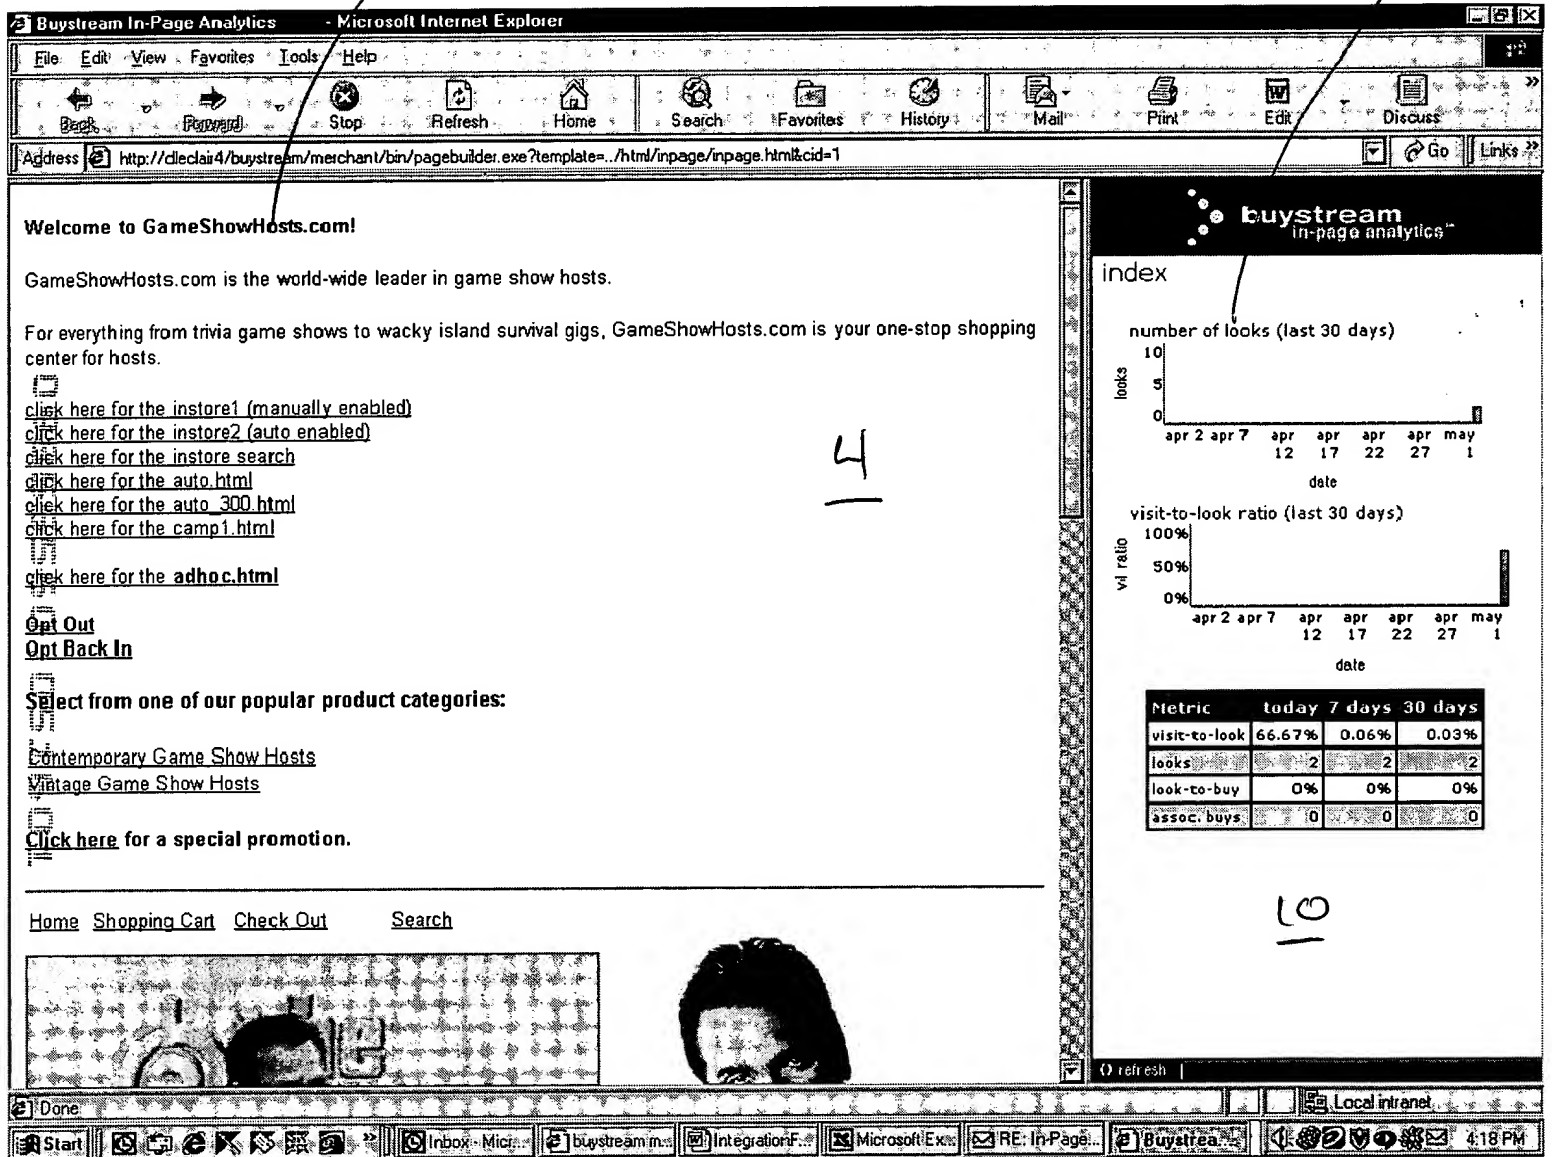 Buystream In-Page Analytics - Microsoft Internet Explorer
File Edit View Favorites Tools Help
Back Forward Stop Refresh Home Search Favorites History Mail Print Edit Discuss
Address http://dleclair4/buystream/merchant/bin/pagebuilder.exe?template=../html/inpage/inpage.html&cid=1 Go Links
Welcome to GameShowHosts.com!
GameShowHosts.com is the world-wide leader in game show hosts.
For everything from trivia game shows to wacky island survival gigs, GameShowHosts.com is your one-stop shopping
center for hosts.
click here for the instore1 (manually enabled)
click here for the instore2 (auto enabled)
click here for the instore search
click here for the auto.html
click here for the auto_300.html
click here for the camp1.html
click here for the adhoc.html
Opt Out
Opt Back In
Select from one of our popular product categories:
Contemporary Game Show Hosts
Vintage Game Show Hosts
Click here for a special promotion.
Home Shopping Cart Check Out Search
4
buystream
in-page analytics
index
number of looks (last 30 days)
10
looks
5
0
apr 2 apr 7 apr apr apr apr may
12 17 22 27 1
date
visit-to-look ratio (last 30 days)
100%
vil ratio
50%
0%
apr 2 apr 7 apr apr apr apr may
12 17 22 27 1
date
Metric today 7 days 30 days
visit-to-look 66.67% 0.06% 0.03%
looks 2 2 2
look-to-buy 0% 0% 0%
assoc. buys 0 0 0
10
refresh
Done Local intranet
Start Inbox - Mici... buystream m... IntegrationF... Microsoft Ex... RE: In-Page... Buystrea... 4:18 PM